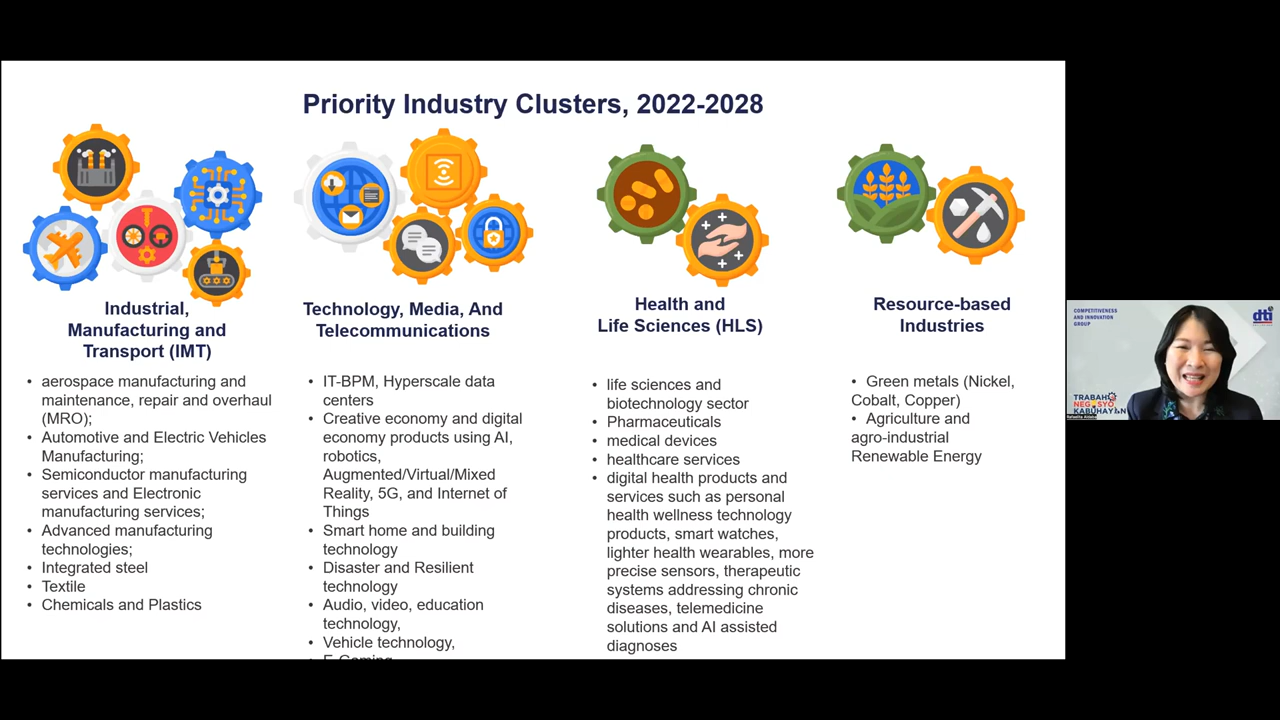 Priority Industry Clusters, 2022-2028
Industrial,
Manufacturing and
Transport (IMT)
• aerospace manufacturing and
maintenance, repair and overhaul
(MRO);
• Automotive and Electric Vehicles
Manufacturing;
• Semiconductor manufacturing
services and Electronic
manufacturing services;
• Advanced manufacturing
technologies;
• Integrated steel
• Textile
• Chemicals and Plastics
Technology, Media, And
Telecommunications
• IT-BPM, Hyperscale data
centers
• Creative economy and digital
economy products using AI,
robotics,
Augmented/Virtual/Mixed
Reality, 5G, and Internet of
Things
• Smart home and building
technology
• Disaster and Resilient
technology
• Audio, video, education
technology,
• Vehicle technology,
• E-Gaming
Health and
Life Sciences (HLS)
• life sciences and
biotechnology sector
• Pharmaceuticals
• medical devices
• healthcare services
• digital health products and
services such as personal
health wellness technology
products, smart watches,
lighter health wearables, more
precise sensors, therapeutic
systems addressing chronic
diseases, telemedicine
solutions and AI assisted
diagnoses
Resource-based
Industries
• Green metals (Nickel,
Cobalt, Copper)
• Agriculture and
agro-industrial
Renewable Energy
COMPETITIVENESS
AND INNOVATION
GROUP
dti
TRABAHO
NEGOSYO
KABUHAYAN